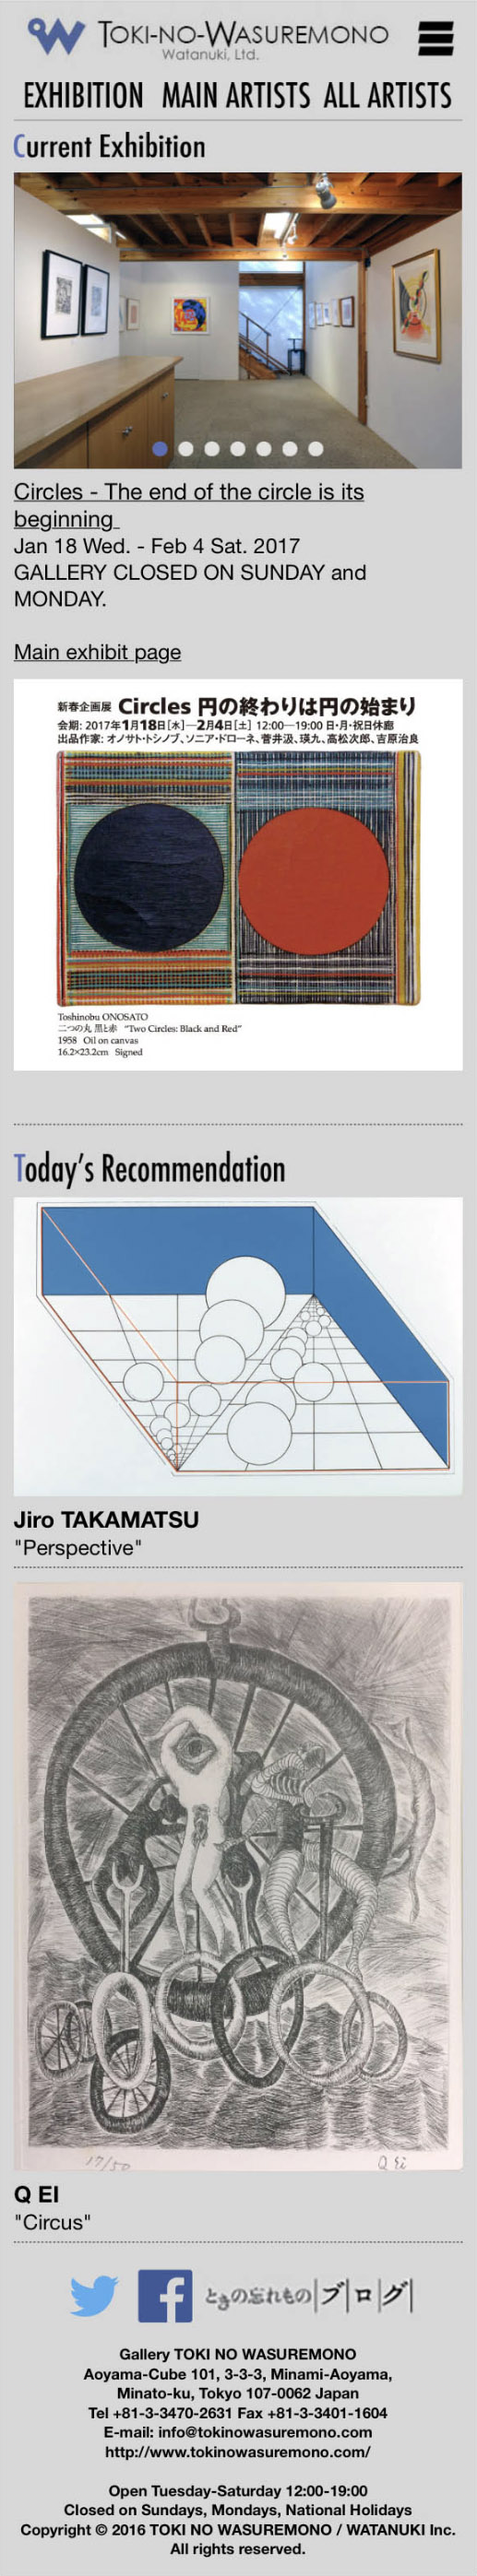 TOKI-NO-WASUREMONO
Watanuki, Ltd.
EXHIBITION MAIN ARTISTS ALL ARTISTS
Current Exhibition
Circles - The end of the circle is its
beginning
Jan 18 Wed. - Feb 4 Sat. 2017
GALLERY CLOSED ON SUNDAY and
MONDAY.
Main exhibit page
新春企画展 Circles 円の終わりは円の始まり
会期: 2017年1月18日[水]—2月4日[土] 12:00—19:00 日・月・祝日休廊
出品作家: オノサト・トシノブ、ソニア・ドローネ、菅井汲、瑛九、高松次郎、吉原治良
Toshinobu ONOSATO
二つの丸 黒と赤 "Two Circles: Black and Red"
1958 Oil on canvas
16.2×23.2cm Signed
Today's Recommendation
Jiro TAKAMATSU
"Perspective"
17/50 Q Ei
Q EI
"Circus"
ときの忘れもの|ブ|ロ|グ|
Gallery TOKI NO WASUREMONO
Aoyama-Cube 101, 3-3-3, Minami-Aoyama,
Minato-ku, Tokyo 107-0062 Japan
Tel +81-3-3470-2631 Fax +81-3-3401-1604
E-mail: info@tokinowasuremono.com
http://www.tokinowasuremono.com/
Open Tuesday-Saturday 12:00-19:00
Closed on Sundays, Mondays, National Holidays
Copyright © 2016 TOKI NO WASUREMONO / WATANUKI Inc.
All rights reserved.